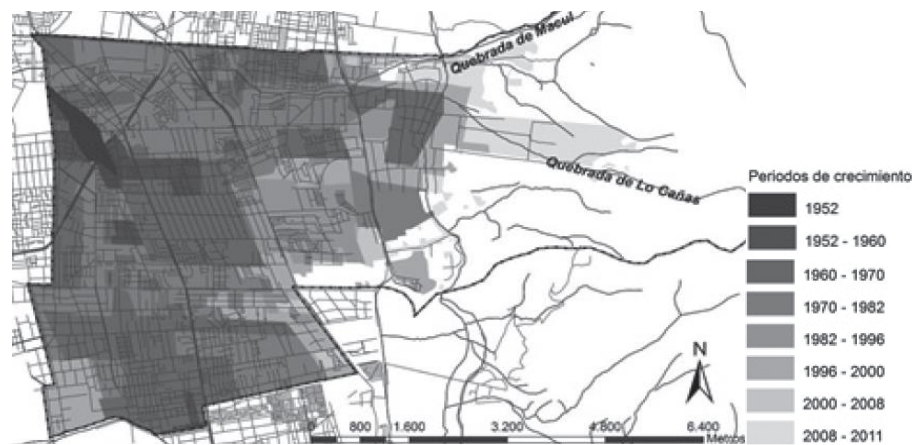 Quebrada de Macul
Quebrada de Lo Cañas
Periodos de crecimiento
1952
1952 - 1960
1960 - 1970
1970 - 1982
1982 - 1996
1996 - 2000
2000 - 2008
2008 - 2011
N
0 800 1.600 3.200 4.800 6.400
Metros